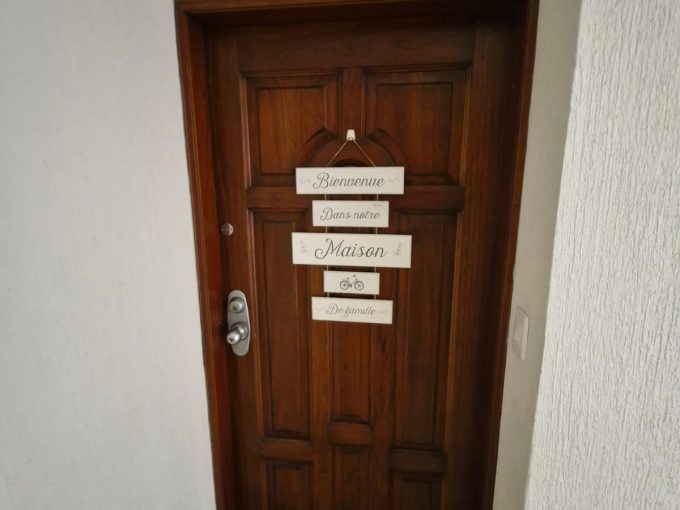 Bienvenue
Dans notre
Maison
De famille